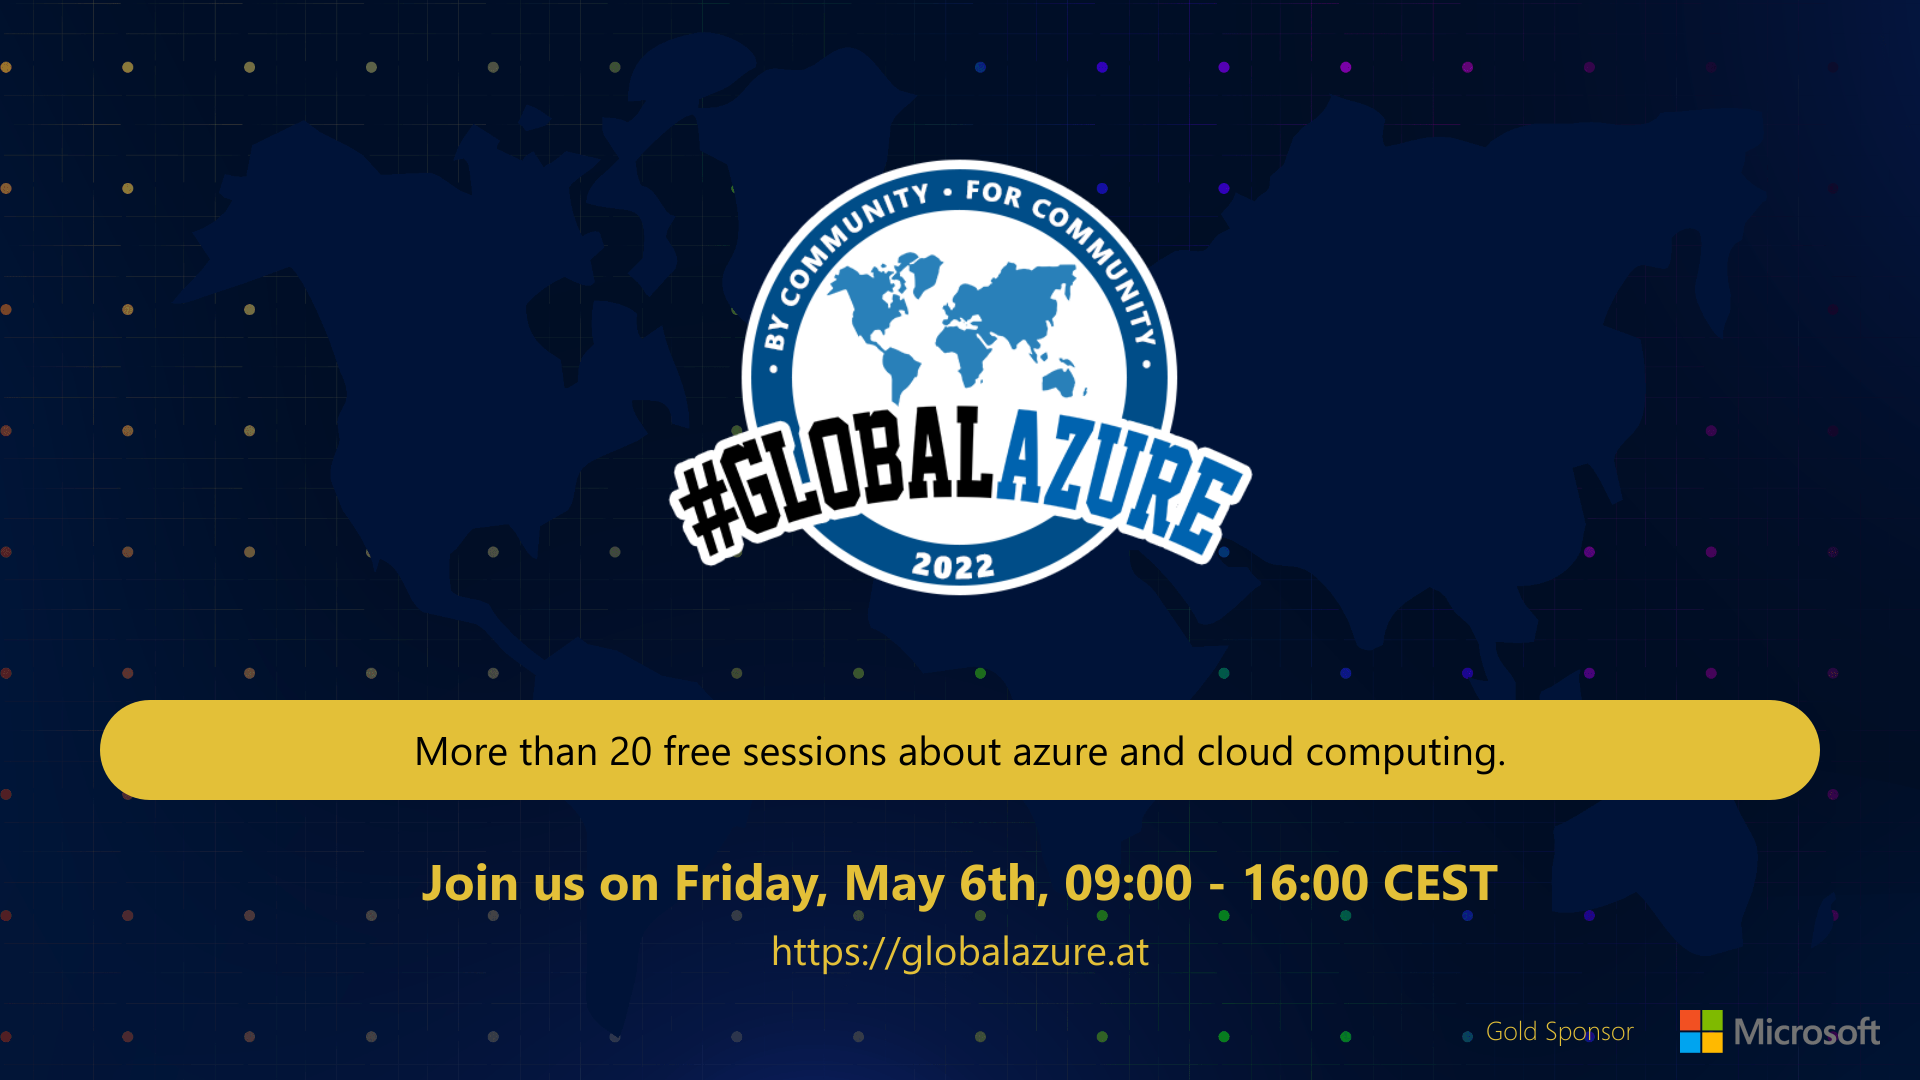 • BY COMMUNITY • FOR COMMUNITY •
#GLOBALAZURE
2022
More than 20 free sessions about azure and cloud computing.
Join us on Friday, May 6th, 09:00 - 16:00 CEST
https://globalazure.at
Gold Sponsor
Microsoft